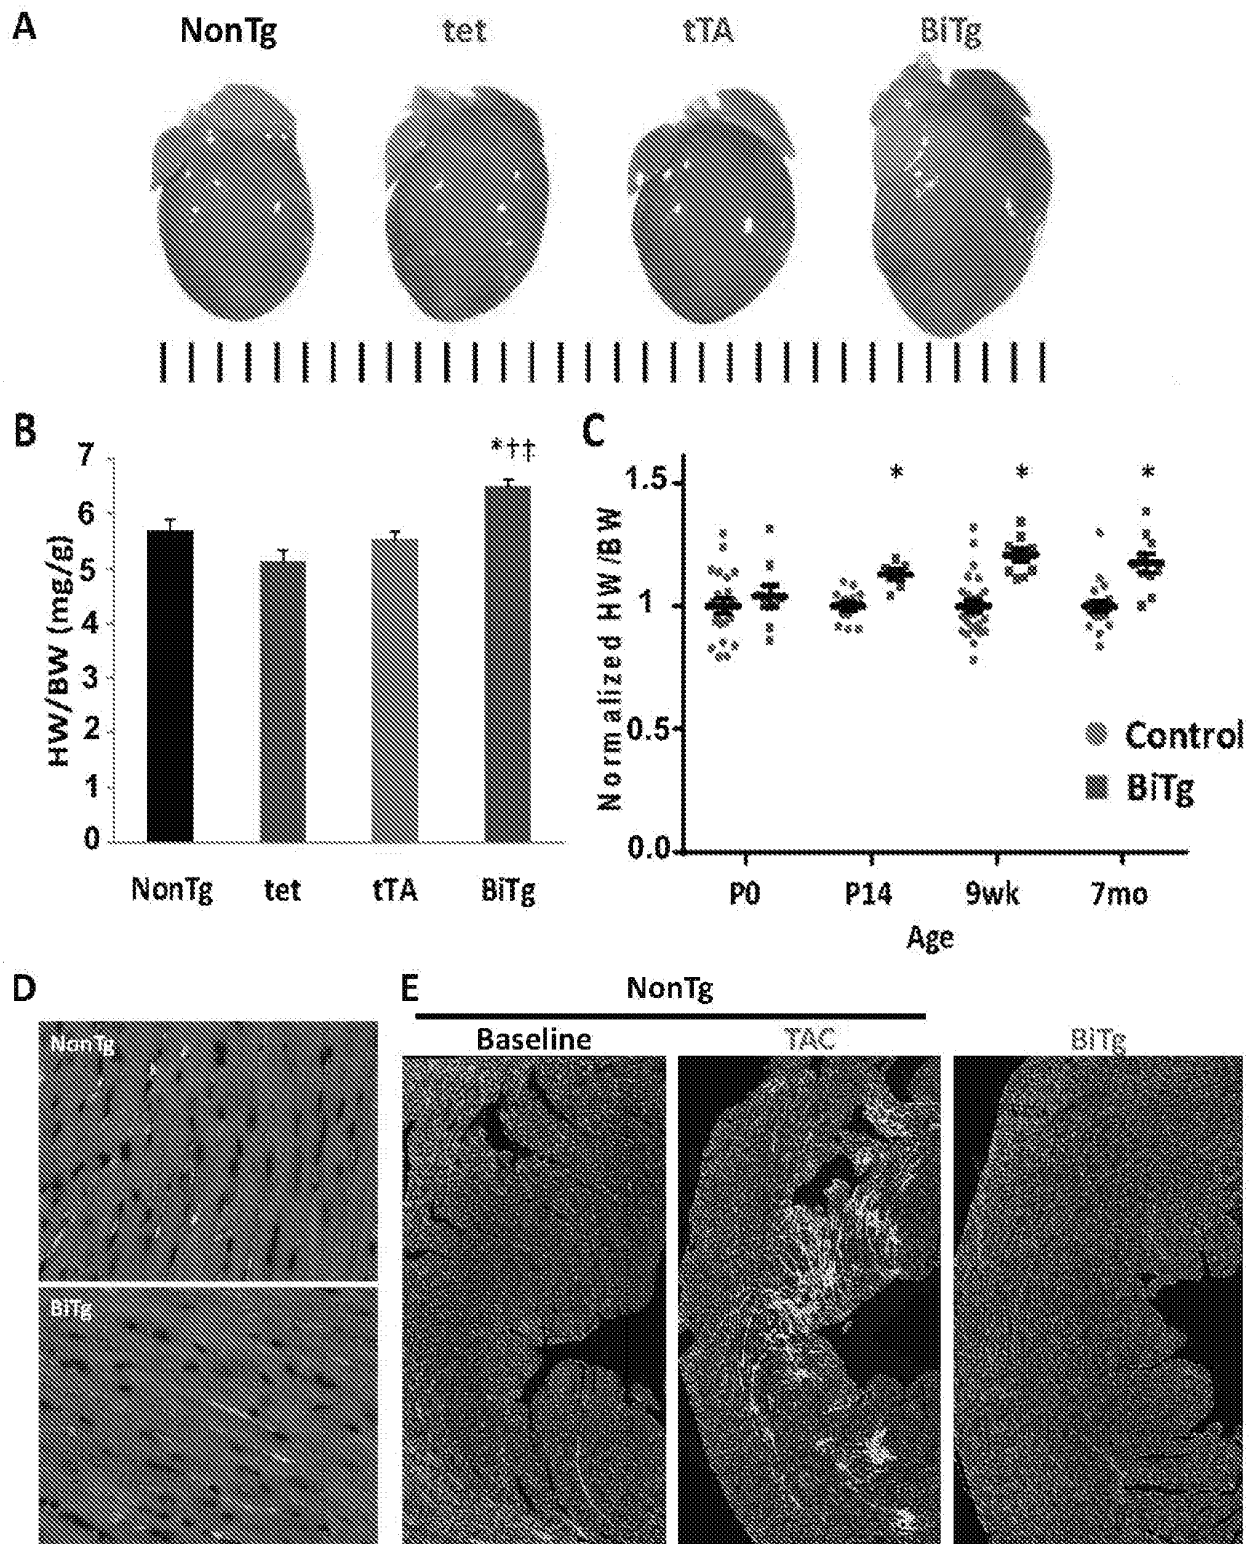 A
NonTg tet tTA BiTg
B
*†‡
HW/BW (mg/g)
7
6
5
4
3
2
1
0
NonTg tet tTA BiTg
C
Normalized HW/BW
1.5
1
0.5
0.0
* * *
Control
BiTg
P0 P14 9wk 7mo
Age
D
NonTg
BiTg
E
NonTg
Baseline TAC BiTg